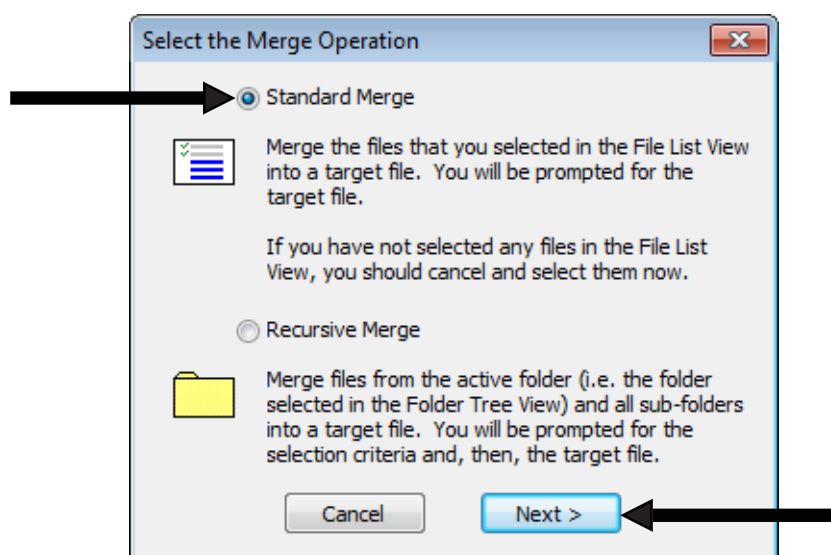 Select the Merge Operation
Standard Merge
Merge the files that you selected in the File List View
into a target file.  You will be prompted for the
target file.
If you have not selected any files in the File List
View, you should cancel and select them now.
Recursive Merge
Merge files from the active folder (i.e. the folder
selected in the Folder Tree View) and all sub-folders
into a target file.  You will be prompted for the
selection criteria and, then, the target file.
Cancel
Next >